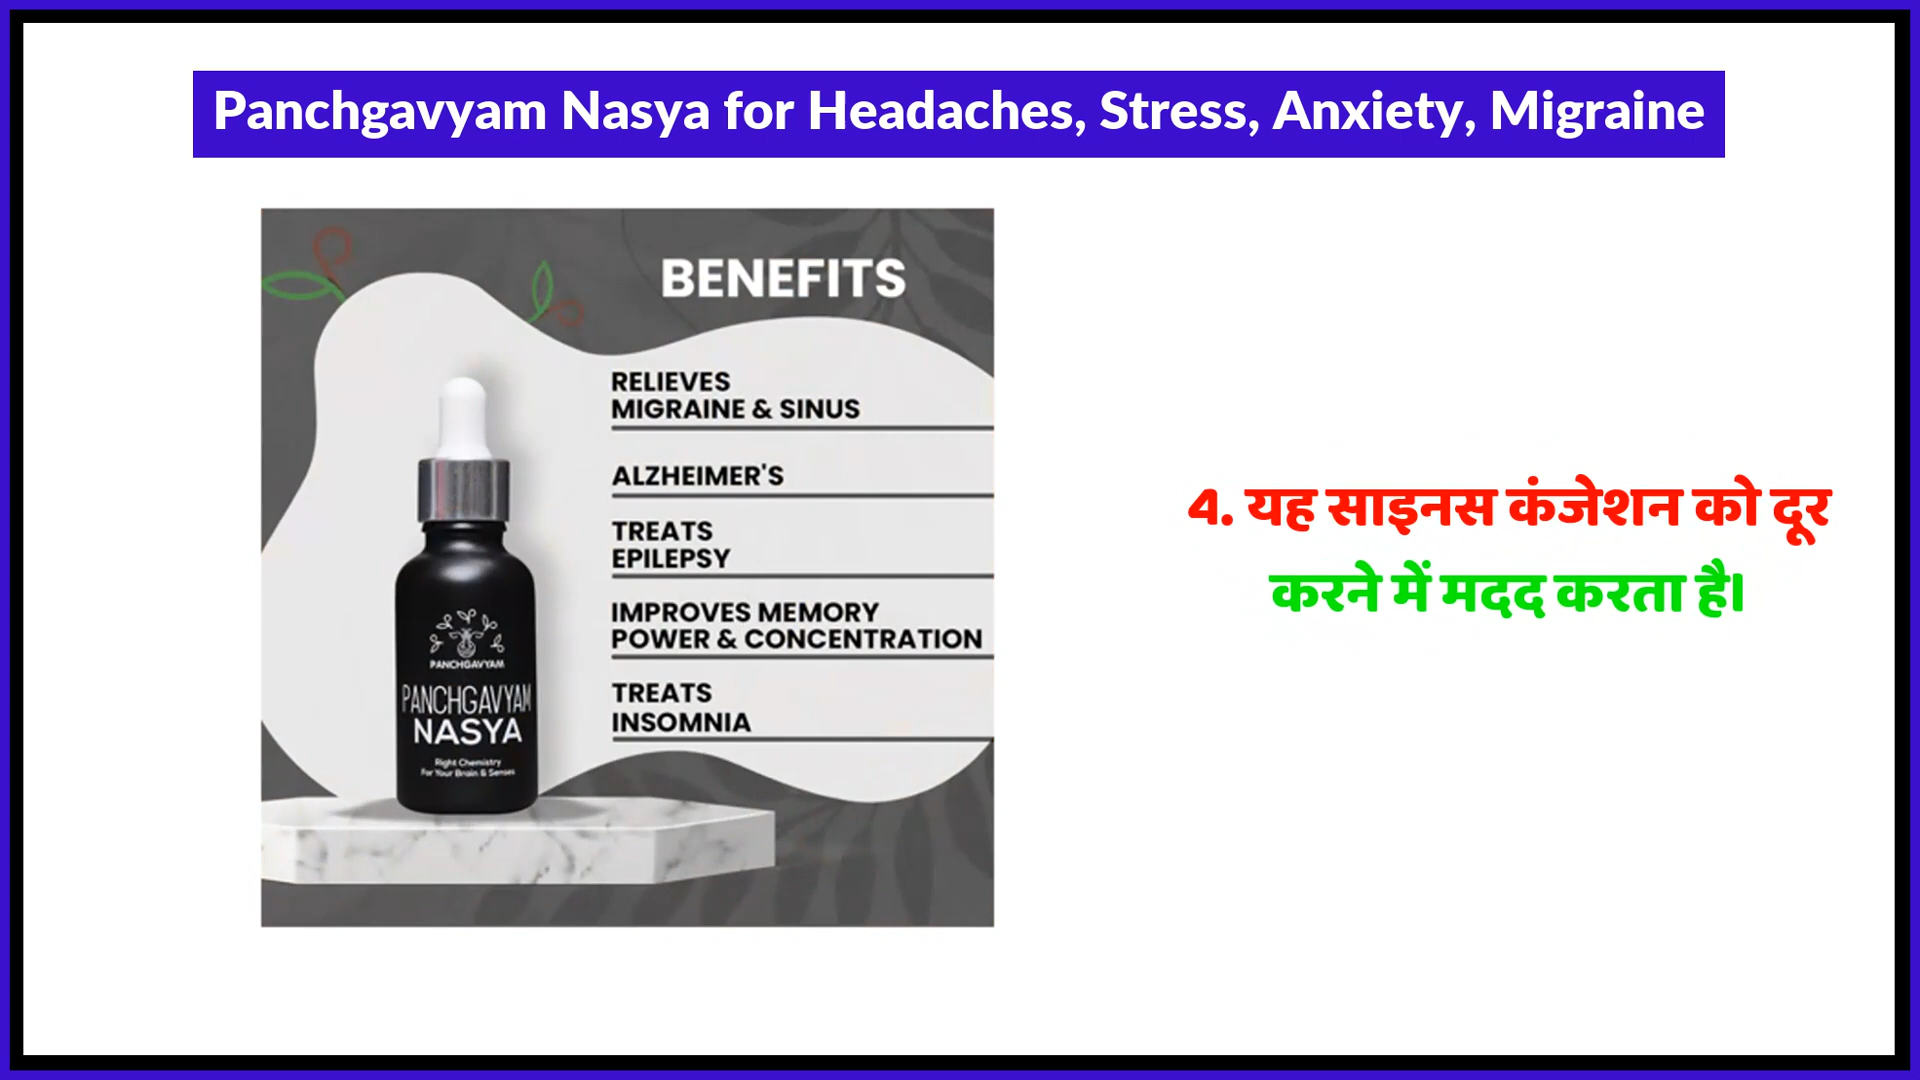 Panchgavyam Nasya for Headaches, Stress, Anxiety, Migraine
BENEFITS
RELIEVES
MIGRAINE & SINUS
ALZHEIMER'S
TREATS
EPILEPSY
IMPROVES MEMORY
POWER & CONCENTRATION
TREATS
INSOMNIA
PANCHGAVYAM
PANCHGAVYAM
NASYA
Right Chemistry
For Your Brain & Senses
4. यह साइनस कंजेशन को दूर
करने में मदद करता है।